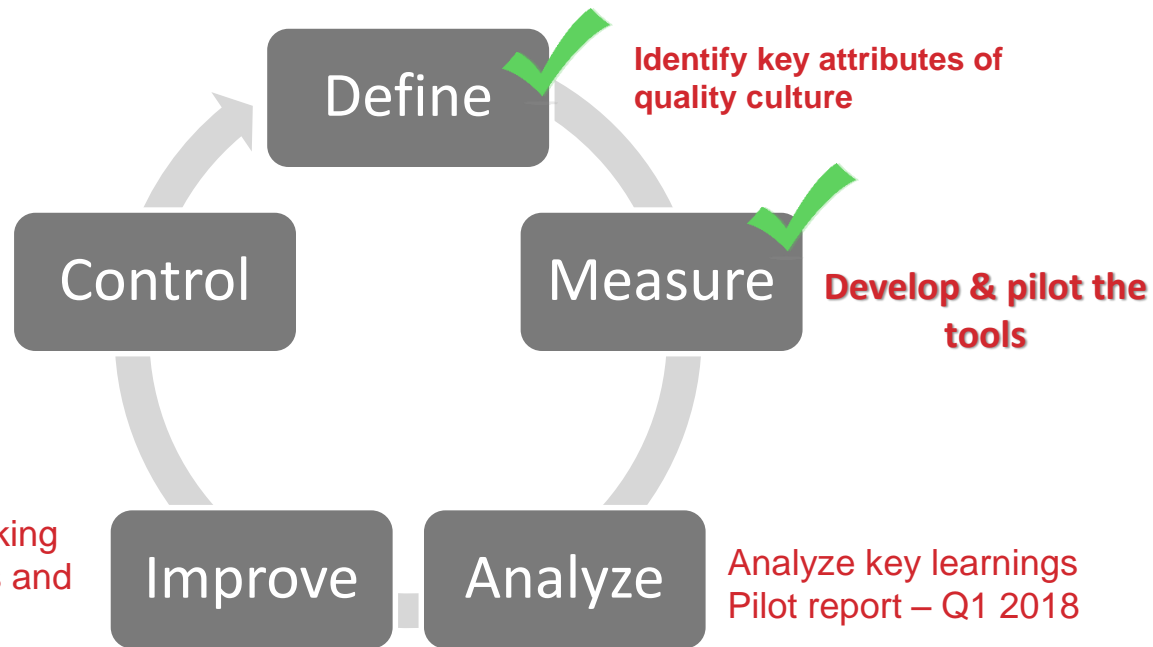 Define
Identify key attributes of
quality culture
Control
Measure
Develop & pilot the
tools
and
Improve
Analyze
Analyze key learnings
Pilot report – Q1 2018